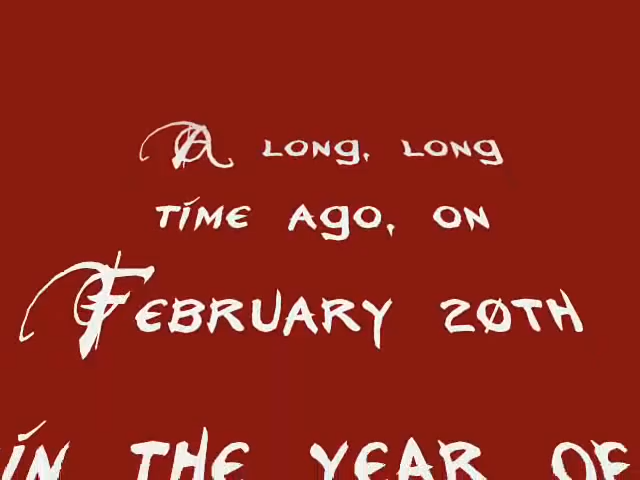 A long, long
time ago, on
February 20th
in the year of